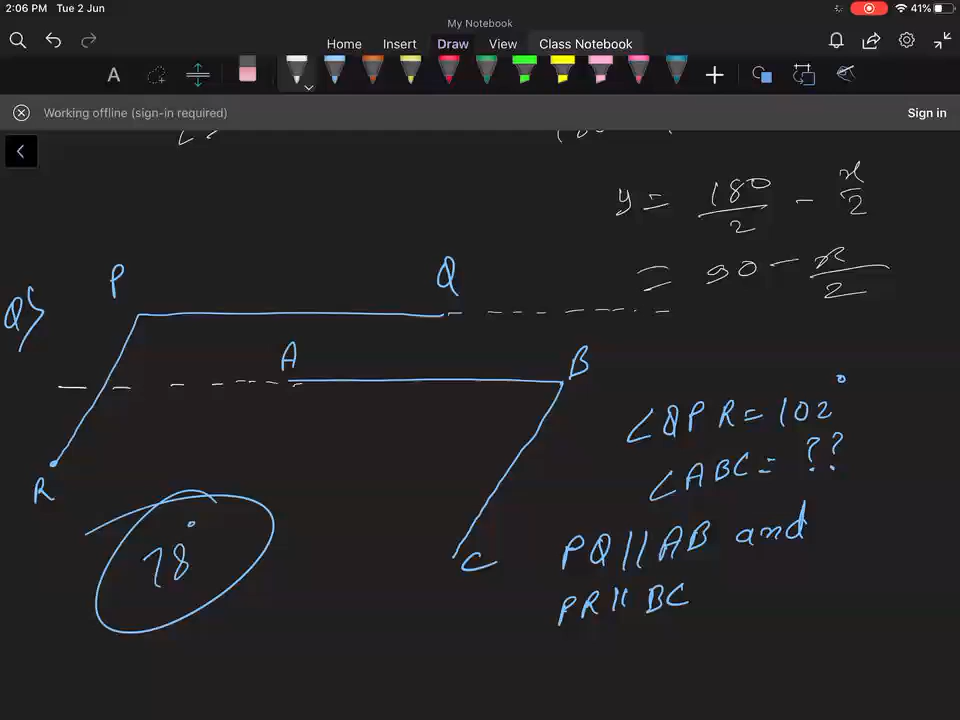 2:06 PM Tue 2 Jun
41%
My Notebook
Home Insert Draw View Class Notebook
A
Working offline (sign-in required) Sign in
y = 180/2 - x/2
= 90 - x/2
Q) P Q
A B
∠QPR = 102°
R
∠ABC = ??
78°
C
PQ || AB and
PR || BC